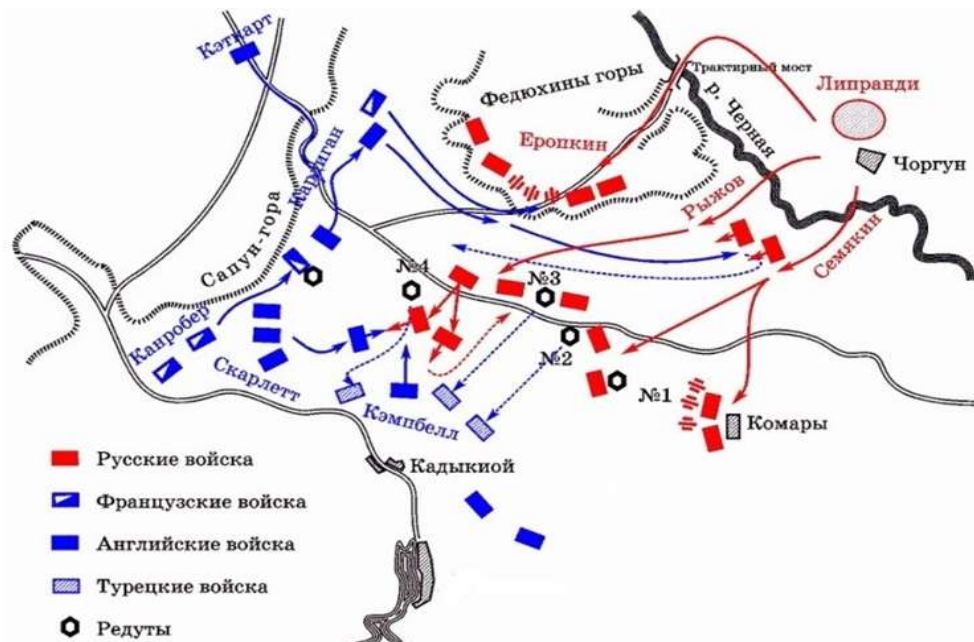 Кэткарт
Трактирный мост
Липранди
Федюхины горы
р. Черная
Еропкин
Чоргун
Кардиган
Рыжов
Сапун-гора
Семякин
№4
№3
Канробер
№2
Скарлетт
№1
Кэмпбелл
Комары
Кадыкиой
Русские войска
Французские войска
Английские войска
Турецкие войска
Редуты